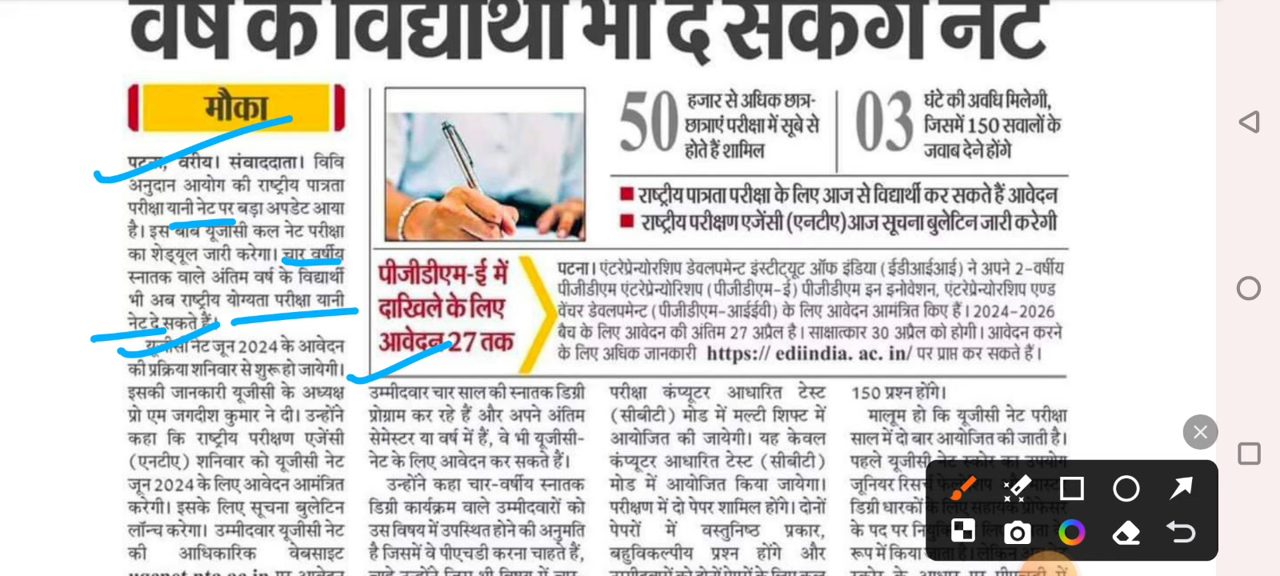 वर्ष के विद्यार्थी भी दे सकेंगे नेट
मौका
पटना, वरीय। संवाददाता। विवि
अनुदान आयोग की राष्ट्रीय पात्रता
परीक्षा यानी नेट पर बड़ा अपडेट आया
है। इस बाबत यूजीसी कल नेट परीक्षा
का शेड्यूल जारी करेगा। चार वर्षीय
स्नातक वाले अंतिम वर्ष के विद्यार्थी
भी अब राष्ट्रीय योग्यता परीक्षा यानी
नेट दे सकते हैं।
यूजीसी नेट जून 2024 के आवेदन
की प्रक्रिया शनिवार से शुरू हो जायेगी।
इसकी जानकारी यूजीसी के अध्यक्ष
प्रो एम जगदीश कुमार ने दी। उन्होंने
कहा कि राष्ट्रीय परीक्षण एजेंसी
(एनटीए) शनिवार को यूजीसी नेट
जून 2024 के लिए आवेदन आमंत्रित
करेगी। इसके लिए सूचना बुलेटिन
लॉन्च करेगा। उम्मीदवार यूजीसी नेट
की आधिकारिक वेबसाइट
50 हजार से अधिक छात्र-
छात्राएं परीक्षा में सूबे से
होते हैं शामिल
03 घंटे की अवधि मिलेगी,
जिसमें 150 सवालों के
जवाब देने होंगे
राष्ट्रीय पात्रता परीक्षा के लिए आज से विद्यार्थी कर सकते हैं आवेदन
राष्ट्रीय परीक्षण एजेंसी (एनटीए) आज सूचना बुलेटिन जारी करेगी
पीजीडीएम-ई में
दाखिले के लिए
आवेदन 27 तक
पटना। एंटरप्रेन्योरशिप डेवलपमेंट इंस्टीट्यूट ऑफ इंडिया (ईडीआईआई) ने अपने 2-वर्षीय
पीजीडीएम एंटरप्रेन्योरिशप (पीजीडीएम-ई) पीजीडीएम इन इनोवेशन, एंटरप्रेन्योरशिप एण्ड
वेंचर डेवलपमेंट (पीजीडीएम-आईईवी) के लिए आवेदन आमंत्रित किए हैं। 2024-2026
बैच के लिए आवेदन की अंतिम 27 अप्रैल है। साक्षात्कार 30 अप्रैल को होगी। आवेदन करने
के लिए अधिक जानकारी https:// ediindia. ac. in/ पर प्राप्त कर सकते हैं।
उम्मीदवार चार साल की स्नातक डिग्री
प्रोग्राम कर रहे हैं और अपने अंतिम
सेमेस्टर या वर्ष में हैं, वे भी यूजीसी-
नेट के लिए आवेदन कर सकते हैं।
उन्होंने कहा चार-वर्षीय स्नातक
डिग्री कार्यक्रम वाले उम्मीदवारों को
उस विषय में उपस्थित होने की अनुमति
है जिसमें वे पीएचडी करना चाहते हैं,
परीक्षा कंप्यूटर आधारित टेस्ट
(सीबीटी) मोड में मल्टी शिफ्ट में
आयोजित की जायेगी। यह केवल
कंप्यूटर आधारित टेस्ट (सीबीटी)
मोड में आयोजित किया जायेगा।
परीक्षण में दो पेपर शामिल होंगे। दोनों
पेपरों में वस्तुनिष्ठ प्रकार,
बहुविकल्पीय प्रश्न होंगे और
150 प्रश्न होंगे।
मालूम हो कि यूजीसी नेट परीक्षा
साल में दो बार आयोजित की जाती है।
पहले यूजीसी नेट स्कोर का उपयोग
जूनियर रिसर्च
डिग्री धारकों के लिए सहायक प्रोफेसर
के पद पर
रूप में किया जाता है। लेकिन